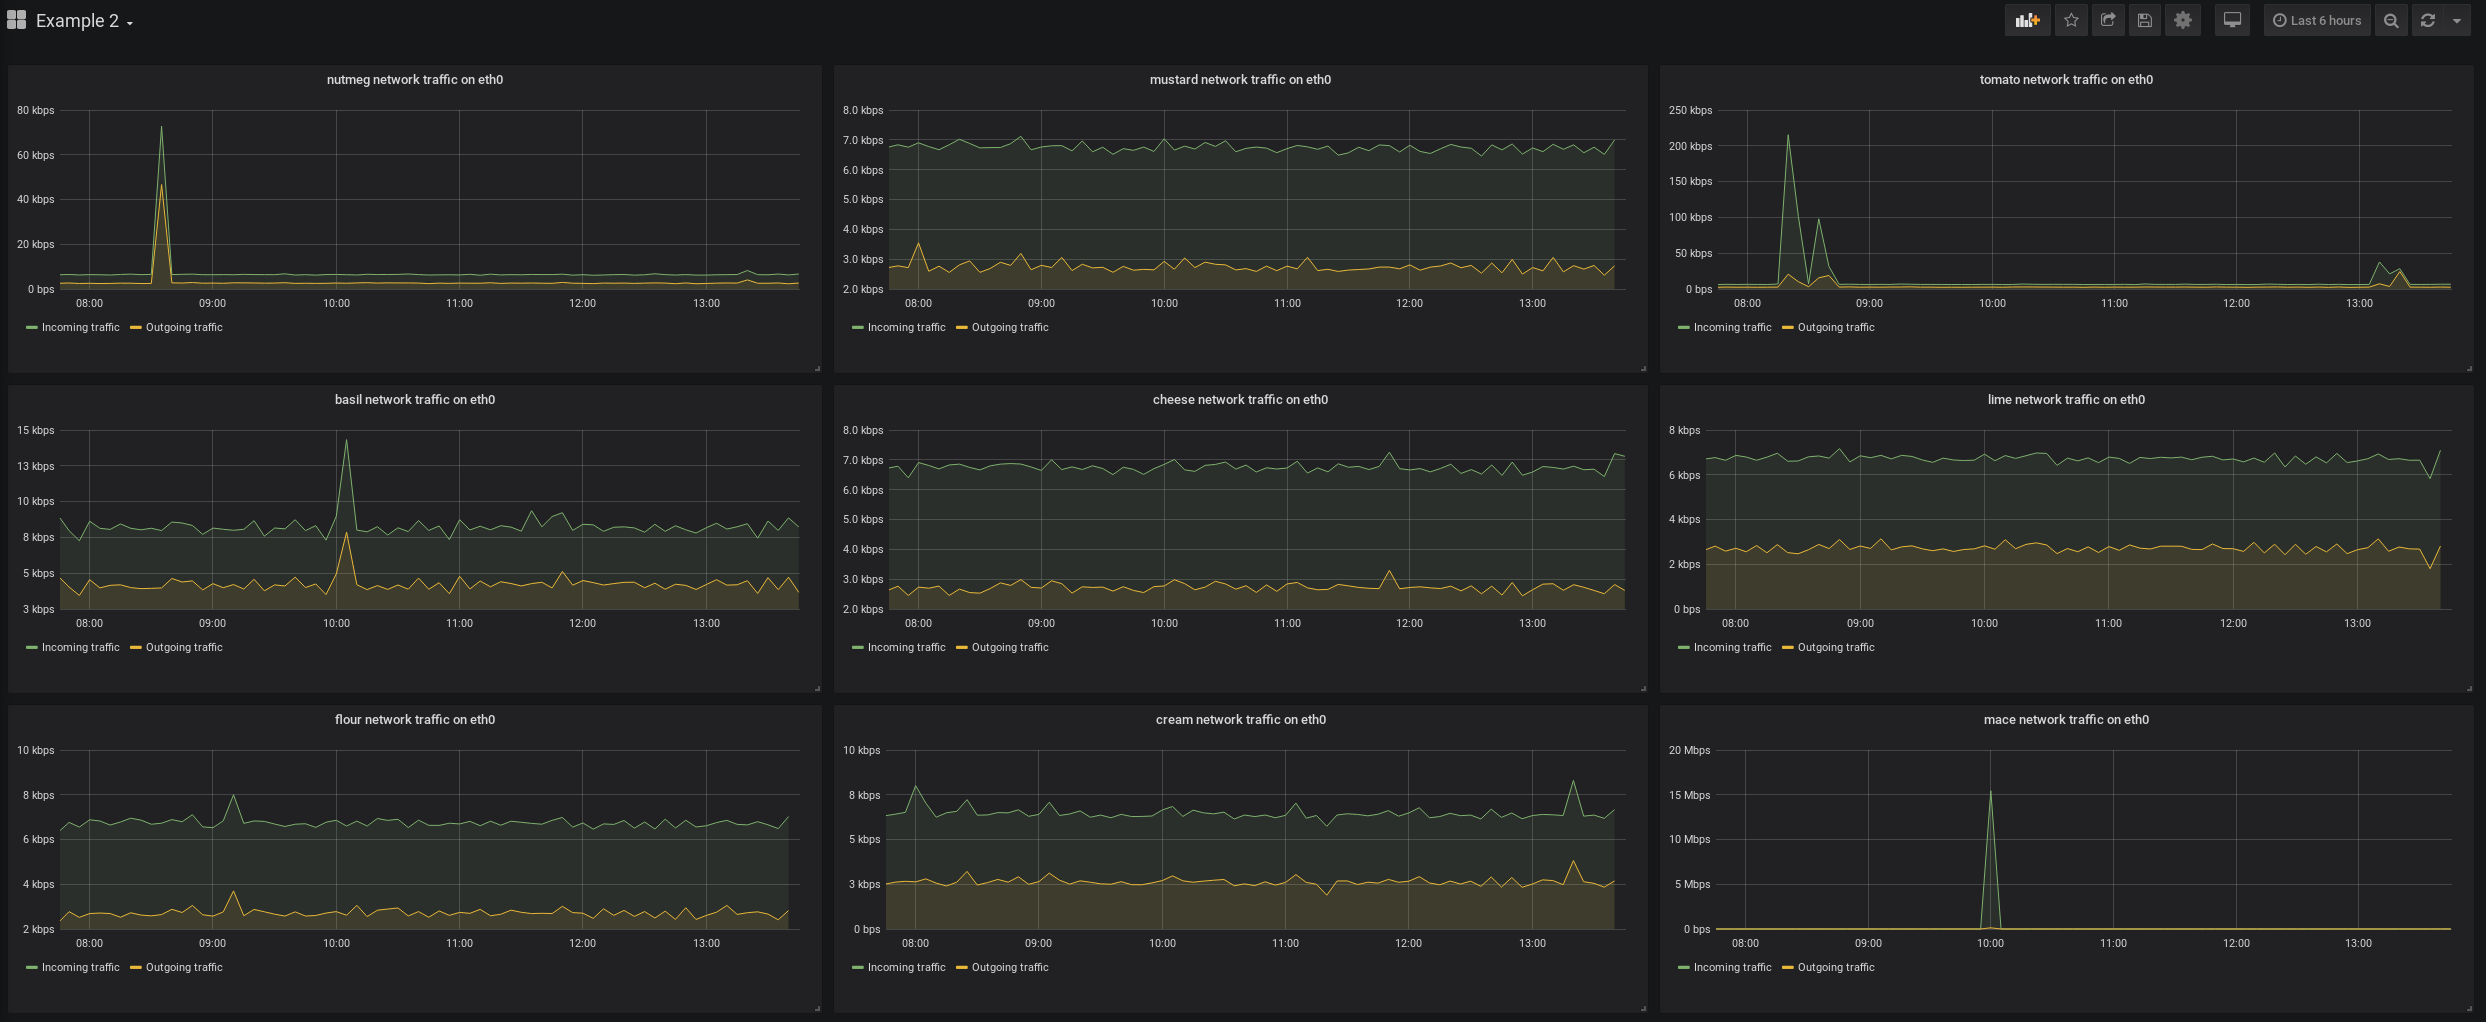 Example 2
Last 6 hours
nutmeg network traffic on eth0
80 kbps
60 kbps
40 kbps
20 kbps
0 bps
08:00 09:00 10:00 11:00 12:00 13:00
Incoming traffic Outgoing traffic
mustard network traffic on eth0
8.0 kbps
7.0 kbps
6.0 kbps
5.0 kbps
4.0 kbps
3.0 kbps
2.0 kbps
08:00 09:00 10:00 11:00 12:00 13:00
Incoming traffic Outgoing traffic
tomato network traffic on eth0
250 kbps
200 kbps
150 kbps
100 kbps
50 kbps
0 bps
08:00 09:00 10:00 11:00 12:00 13:00
Incoming traffic Outgoing traffic
basil network traffic on eth0
15 kbps
13 kbps
10 kbps
8 kbps
5 kbps
3 kbps
08:00 09:00 10:00 11:00 12:00 13:00
Incoming traffic Outgoing traffic
cheese network traffic on eth0
8.0 kbps
7.0 kbps
6.0 kbps
5.0 kbps
4.0 kbps
3.0 kbps
2.0 kbps
08:00 09:00 10:00 11:00 12:00 13:00
Incoming traffic Outgoing traffic
lime network traffic on eth0
8 kbps
6 kbps
4 kbps
2 kbps
0 bps
08:00 09:00 10:00 11:00 12:00 13:00
Incoming traffic Outgoing traffic
flour network traffic on eth0
10 kbps
8 kbps
6 kbps
4 kbps
2 kbps
08:00 09:00 10:00 11:00 12:00 13:00
Incoming traffic Outgoing traffic
cream network traffic on eth0
10 kbps
8 kbps
5 kbps
3 kbps
0 bps
08:00 09:00 10:00 11:00 12:00 13:00
Incoming traffic Outgoing traffic
mace network traffic on eth0
20 Mbps
15 Mbps
10 Mbps
5 Mbps
0 bps
08:00 09:00 10:00 11:00 12:00 13:00
Incoming traffic Outgoing traffic